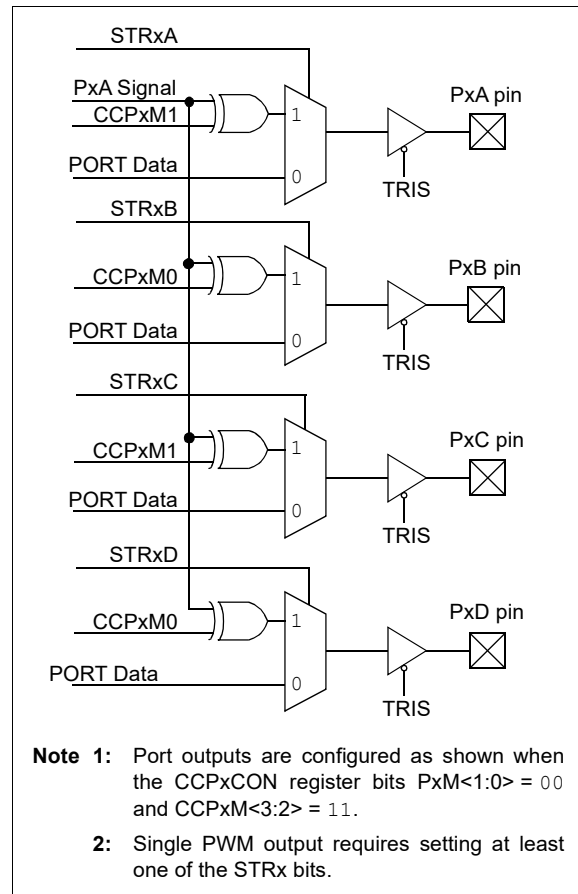 STRxA
PxA Signal
CCPxM1
PORT Data
1
0
TRIS
PxA pin
STRxB
CCPxM0
PORT Data
1
0
TRIS
PxB pin
STRxC
CCPxM1
PORT Data
1
0
TRIS
PxC pin
STRxD
CCPxM0
PORT Data
1
0
TRIS
PxD pin
Note 1: Port outputs are configured as shown when
the CCPxCON register bits PxM<1:0> = 00
and CCPxM<3:2> = 11.
2: Single PWM output requires setting at least
one of the STRx bits.